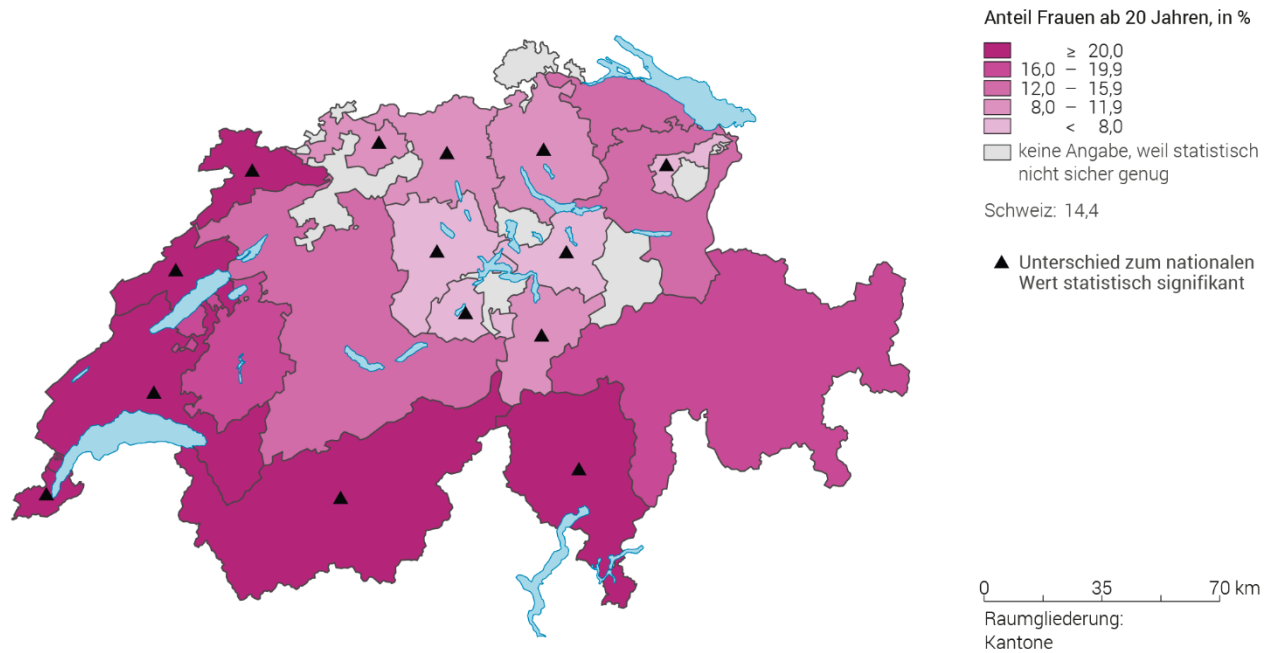 Anteil Frauen ab 20 Jahren, in %
≥ 20,0
16,0 – 19,9
12,0 – 15,9
8,0 – 11,9
< 8,0
keine Angabe, weil statistisch
nicht sicher genug
Schweiz: 14,4
▲ Unterschied zum nationalen
Wert statistisch signifikant
0 35 70 km
Raumgliederung:
Kantone